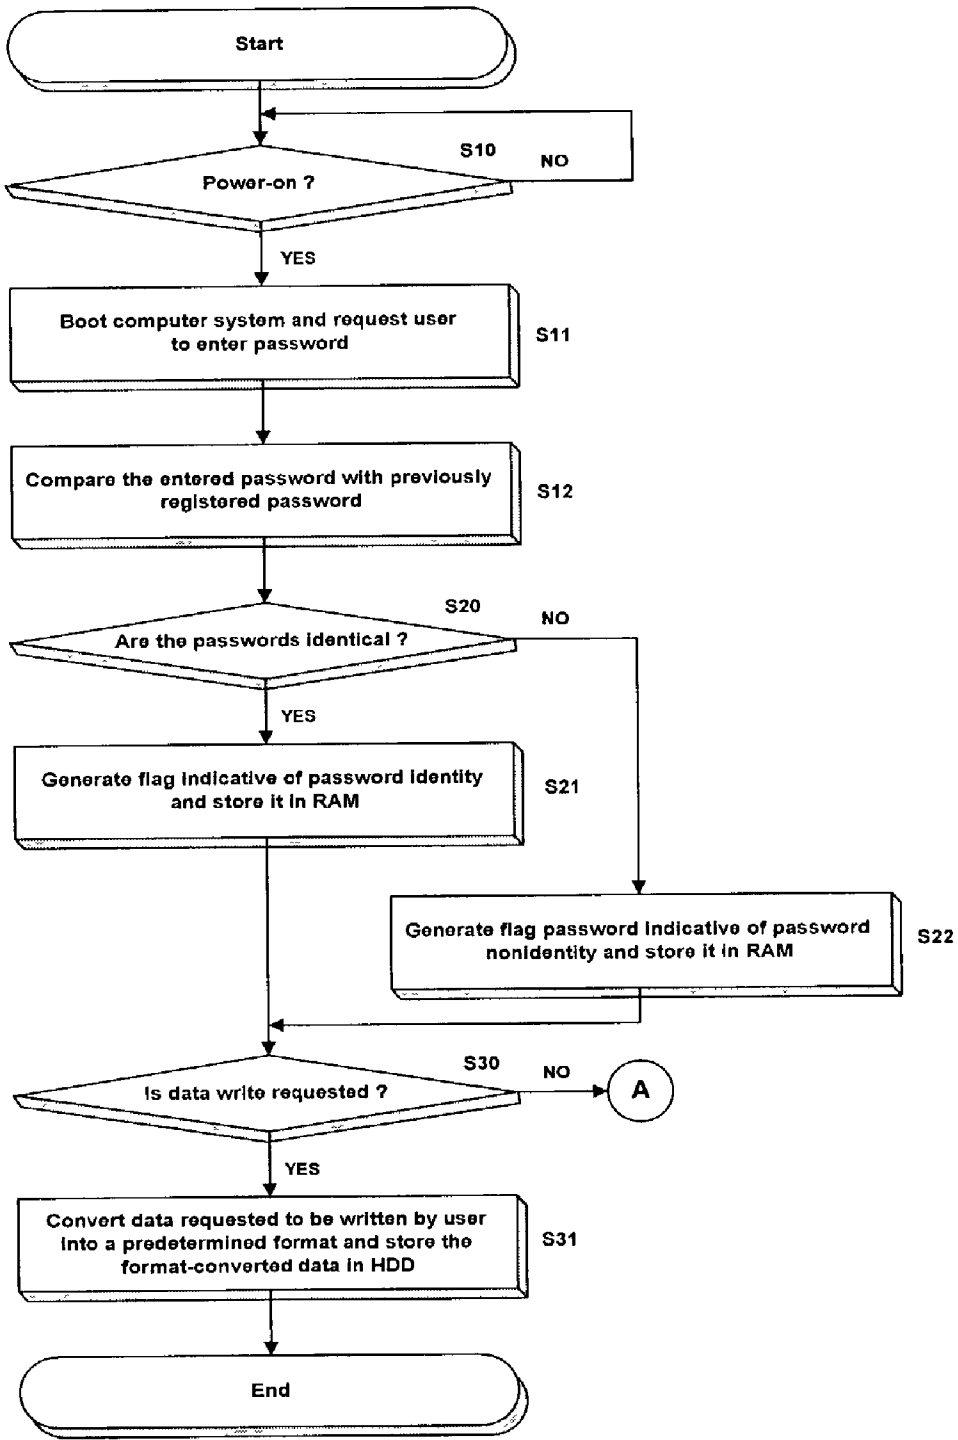 Start
S10
NO
Power-on ?
YES
Boot computer system and request user
to enter password
S11
Compare the entered password with previously
registered password
S12
S20
NO
Are the passwords identical ?
YES
Generate flag indicative of password identity
and store it in RAM
S21
Generate flag password indicative of password
nonidentity and store it in RAM
S22
S30
NO
Is data write requested ?
A
YES
Convert data requested to be written by user
into a predetermined format and store the
format-converted data in HDD
S31
End